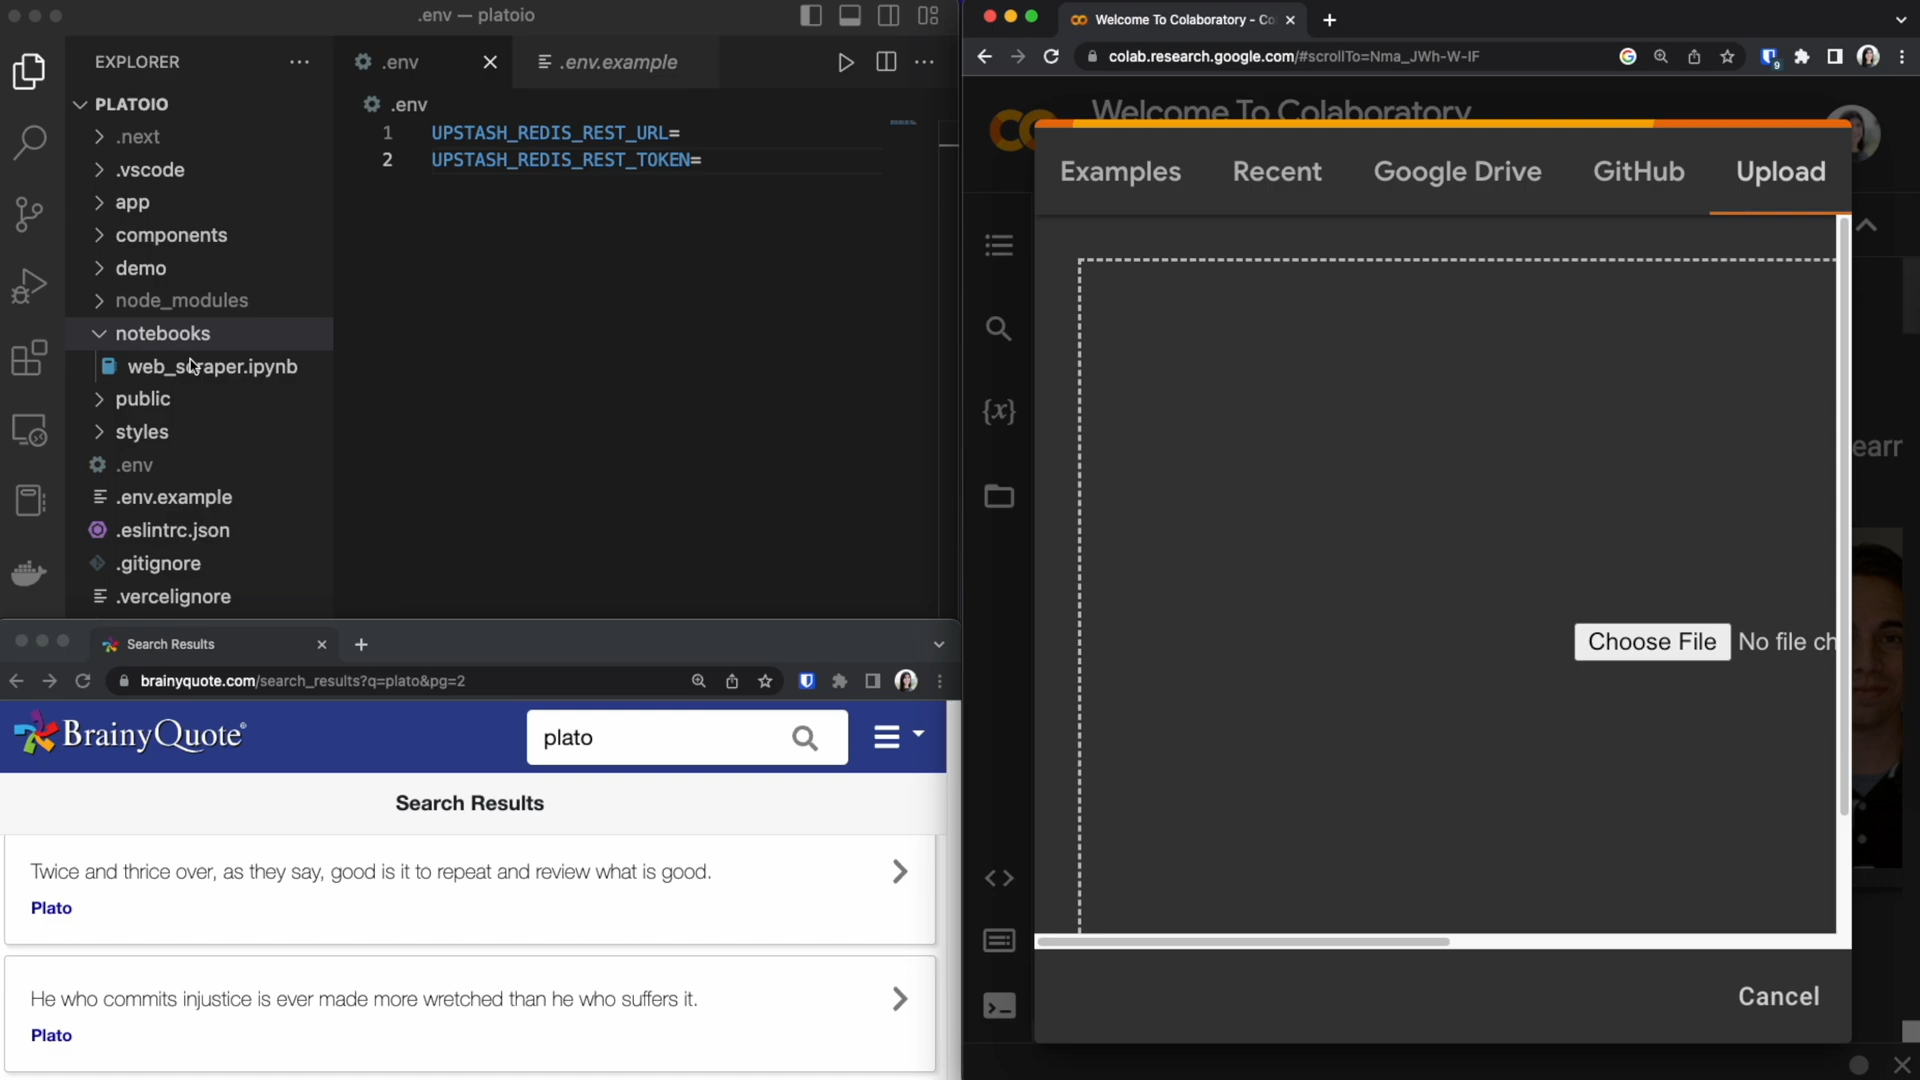 .env — platoio
EXPLORER
PLATOIO
.next
.vscode
app
components
demo
node_modules
notebooks
web_scraper.ipynb
public
styles
.env
.env.example
.eslintrc.json
.gitignore
.vercelignore
.env
.env.example
.env
1 UPSTASH_REDIS_REST_URL=
2 UPSTASH_REDIS_REST_TOKEN=
Search Results
brainyquote.com/search_results?q=plato&pg=2
BrainyQuote
plato
Search Results
Twice and thrice over, as they say, good is it to repeat and review what is good.
Plato
He who commits injustice is ever made more wretched than he who suffers it.
Plato
Welcome To Colaboratory - Co
colab.research.google.com/#scrollTo=Nma_JWh-W-IF
9
Welcome To Colaboratory
Examples Recent Google Drive GitHub Upload
{x}
earr
Choose File No file ch
Cancel